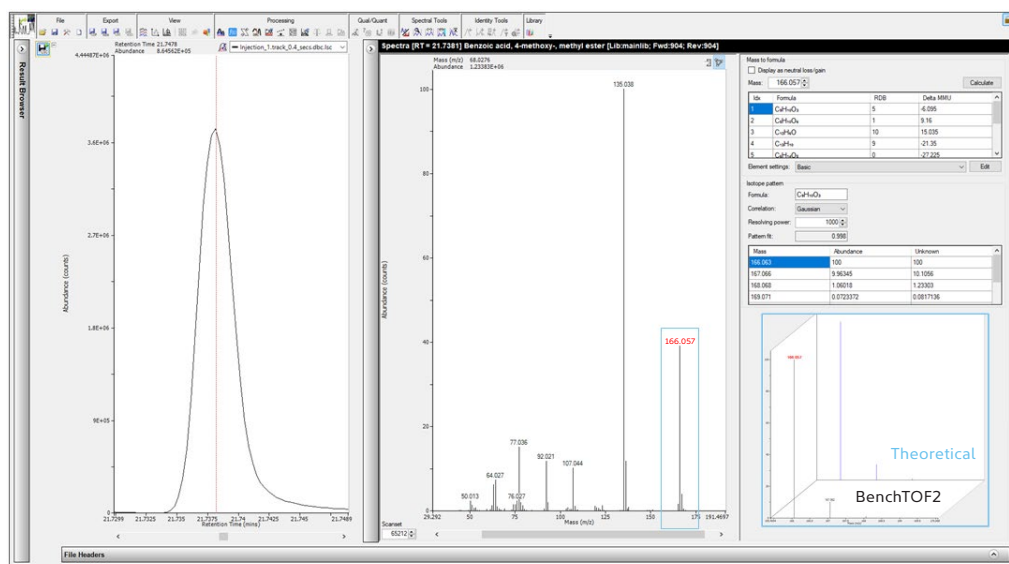 File Export View Processing Qual/Quant Spectral Tools Identity Tools Library
Result Browser
Retention Time 21.7478
Abundance 8.64562E+05
Injection_1.track_0.4_secs.dbc.lsc
4.44487E+06
3.6E+06
2.7E+06
1.8E+06
9E+05
0
Abundance (counts)
21.7299 21.7325 21.735 21.7375 21.74 21.7425 21.745 21.7489
Retention Time (mins)
Spectra [RT = 21.7381] Benzoic acid, 4-methoxy-, methyl ester [Lib:mainlib; Fwd:904; Rev:904]
Mass (m/z) 68.0276
Abundance 1.23383E+06
100
80
60
40
20
0
Abundance (counts)
135.038
166.057
77.036
92.021
107.044
64.027
50.013
76.027
29.282 50 75 100 125 150 175 191.4697
Mass (m/z)
Scanset
65212
Mass to formula
Display as neutral loss/gain
Mass: 166.057 Calculate
Idx Formula RDB Delta MMU
1 C₉H₁₀O₃ 5 -6.095
2 1 9.16
3 10 15.035
4 9 -21.35
5 0 -27.225
Element settings: Basic Edit
Isotope pattern
Formula: C₉H₁₀O₃
Correlation: Gaussian
Resolving power: 1000
Pattern fit: 0.998
Mass Abundance Unknown
166.063 100 100
167.066 9.96345 10.1056
168.068 1.06018 1.23303
169.071 0.0723372 0.0817136
Theoretical
BenchTOF2
File Headers